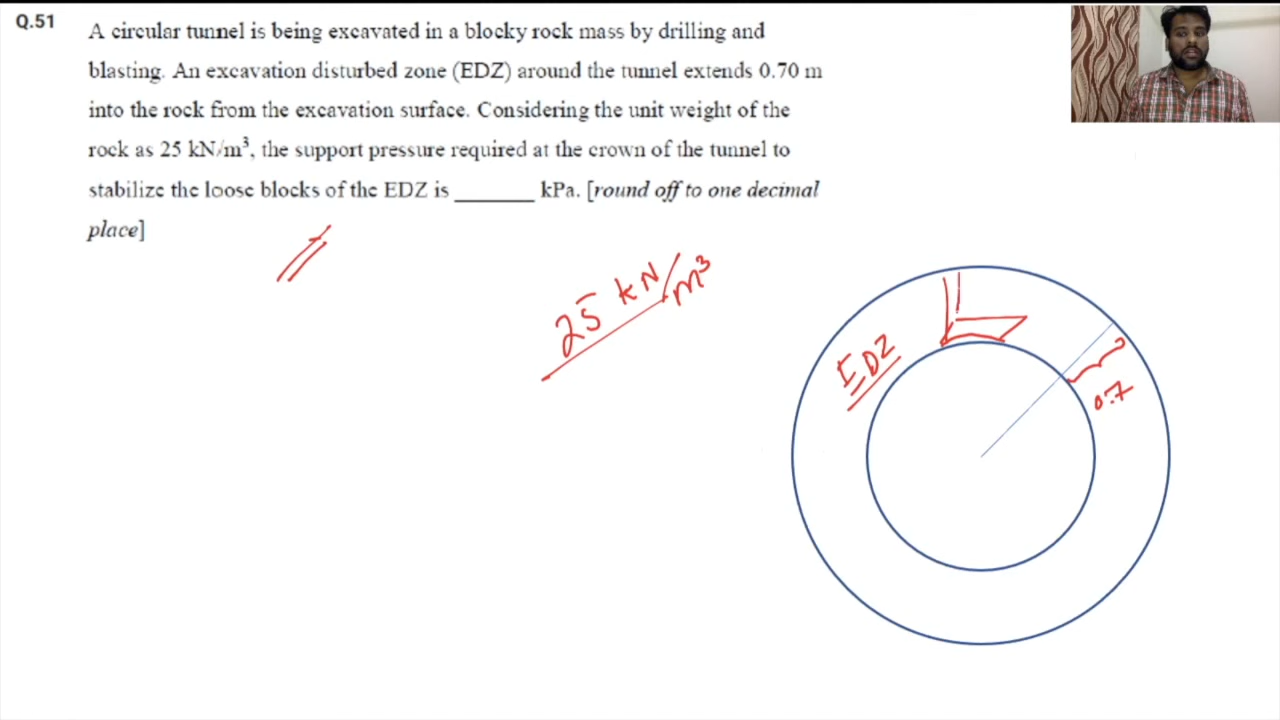 Q.51
A circular tunnel is being excavated in a blocky rock mass by drilling and
blasting. An excavation disturbed zone (EDZ) around the tunnel extends 0.70 m
into the rock from the excavation surface. Considering the unit weight of the
rock as 25 kN/m³, the support pressure required at the crown of the tunnel to
stabilize the loose blocks of the EDZ is _______ kPa. [round off to one decimal
place]
25 kN/m³
EDZ
0.7